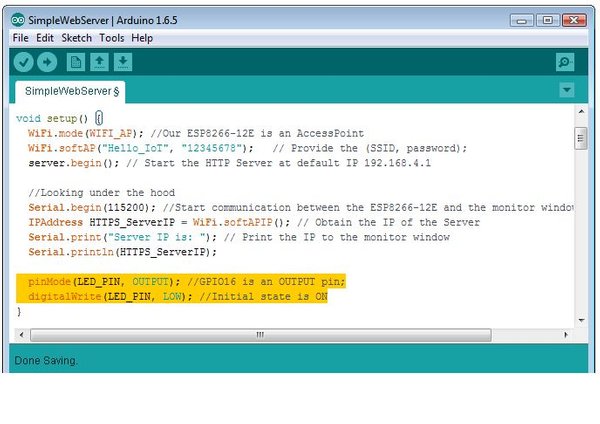 SimpleWebServer | Arduino 1.6.5
File Edit Sketch Tools Help
SimpleWebServer §
void setup() {
WiFi.mode(WIFI_AP); //Our ESP8266-12E is an AccessPoint
WiFi.softAP("Hello_IoT", "12345678"); // Provide the (SSID, password);
server.begin(); // Start the HTTP Server at default IP 192.168.4.1
//Looking under the hood
Serial.begin(115200); //Start communication between the ESP8266-12E and the monitor window
IPAddress HTTPS_ServerIP = WiFi.softAPIP(); // Obtain the IP of the Server
Serial.print("Server IP is: "); // Print the IP to the monitor window
Serial.println(HTTPS_ServerIP);
pinMode(LED_PIN, OUTPUT); //GPIO16 is an OUTPUT pin;
digitalWrite(LED_PIN, LOW); //Initial state is ON
}
Done Saving.